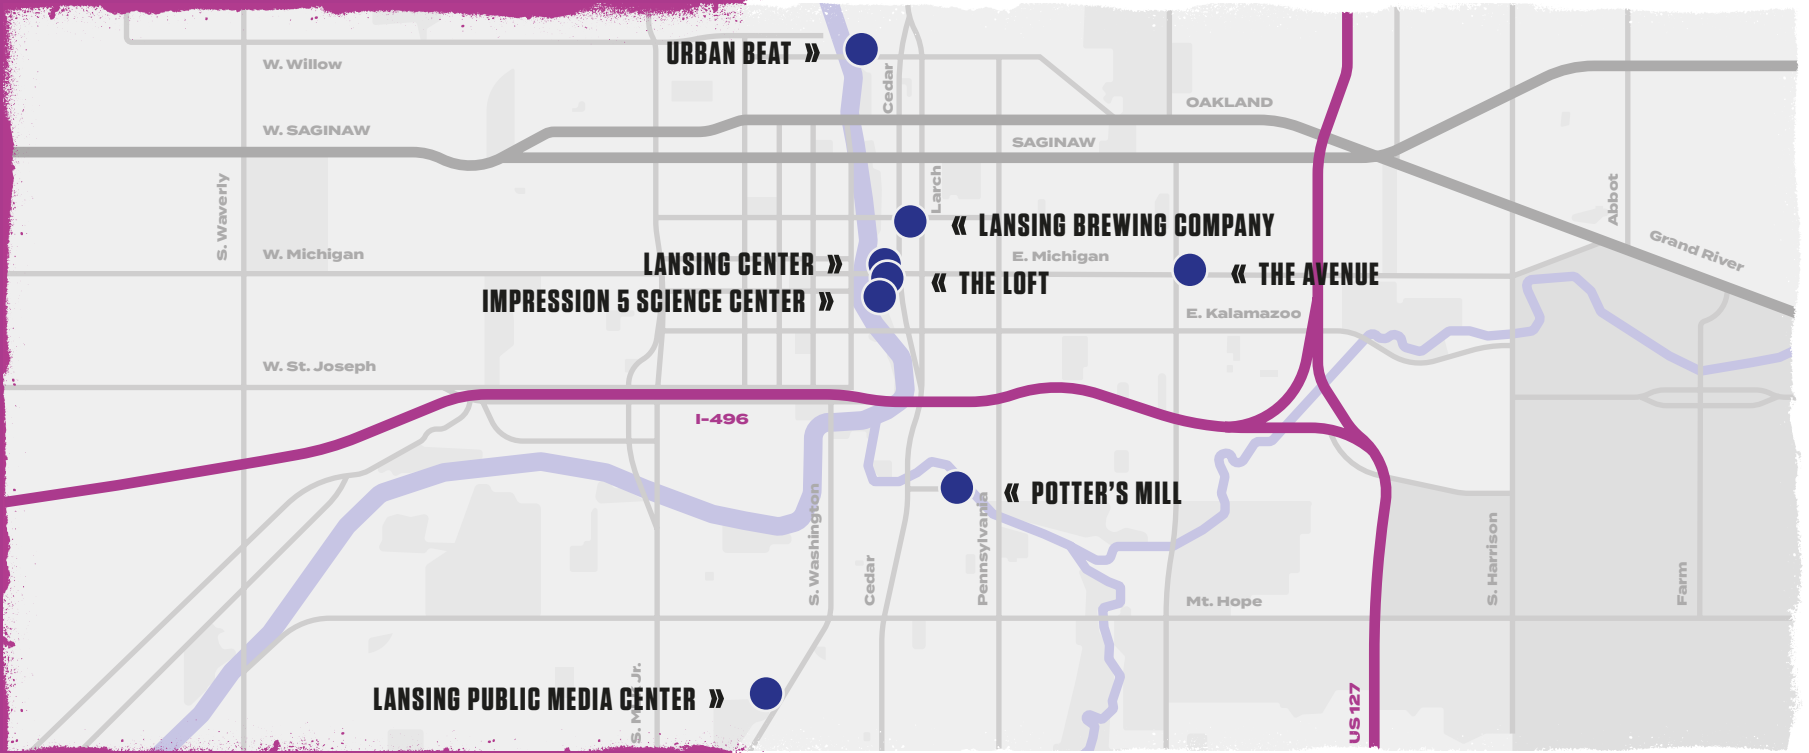 URBAN BEAT »
W. Willow
Cedar
OAKLAND
W. SAGINAW
SAGINAW
S. Waverly
Larch
Abbot
« LANSING BREWING COMPANY
W. Michigan
E. Michigan
Grand River
LANSING CENTER »
« THE LOFT
« THE AVENUE
IMPRESSION 5 SCIENCE CENTER »
E. Kalamazoo
W. St. Joseph
I-496
« POTTER'S MILL
S. Washington
Cedar
Pennsylvania
S. Harrison
Farm
Mt. Hope
LANSING PUBLIC MEDIA CENTER »
US 127